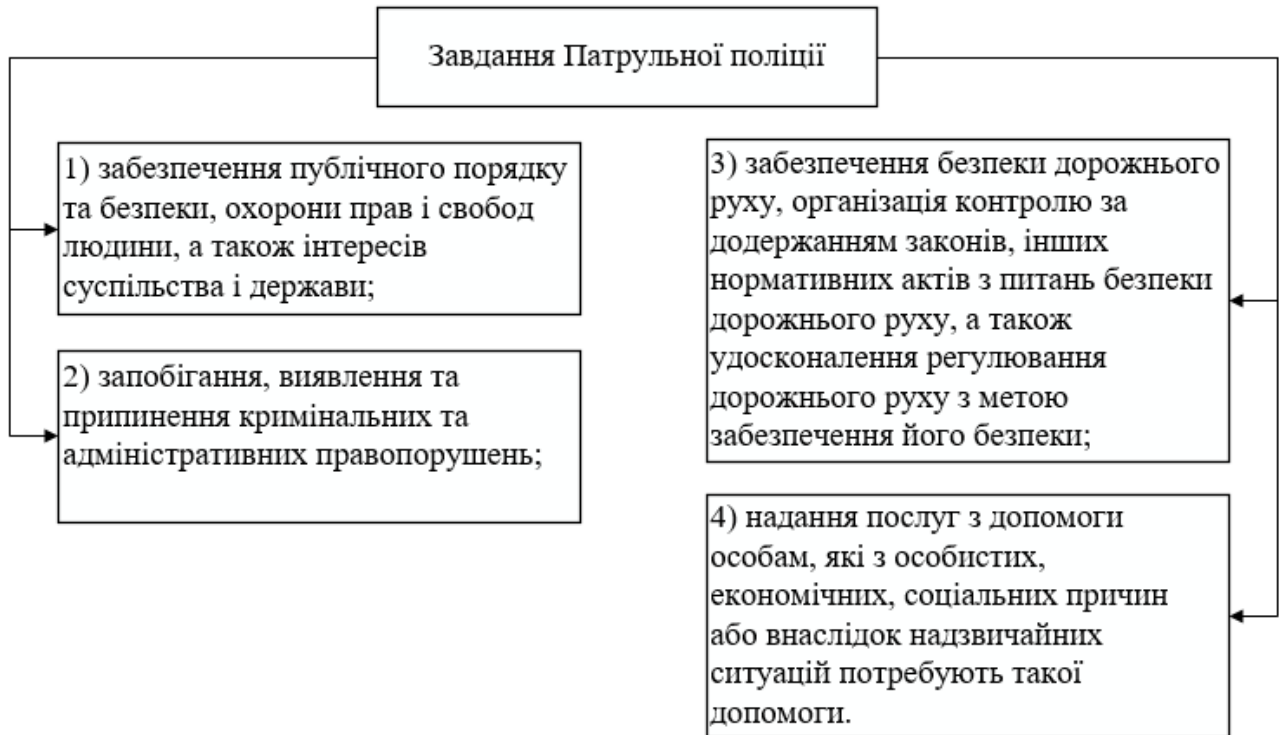 Завдання Патрульної поліції
1) забезпечення публічного порядку
та безпеки, охорони прав і свобод
людини, а також інтересів
суспільства і держави;
2) запобігання, виявлення та
припинення кримінальних та
адміністративних правопорушень;
3) забезпечення безпеки дорожнього
руху, організація контролю за
додержанням законів, інших
нормативних актів з питань безпеки
дорожнього руху, а також
удосконалення регулювання
дорожнього руху з метою
забезпечення його безпеки;
4) надання послуг з допомоги
особам, які з особистих,
економічних, соціальних причин
або внаслідок надзвичайних
ситуацій потребують такої
допомоги.